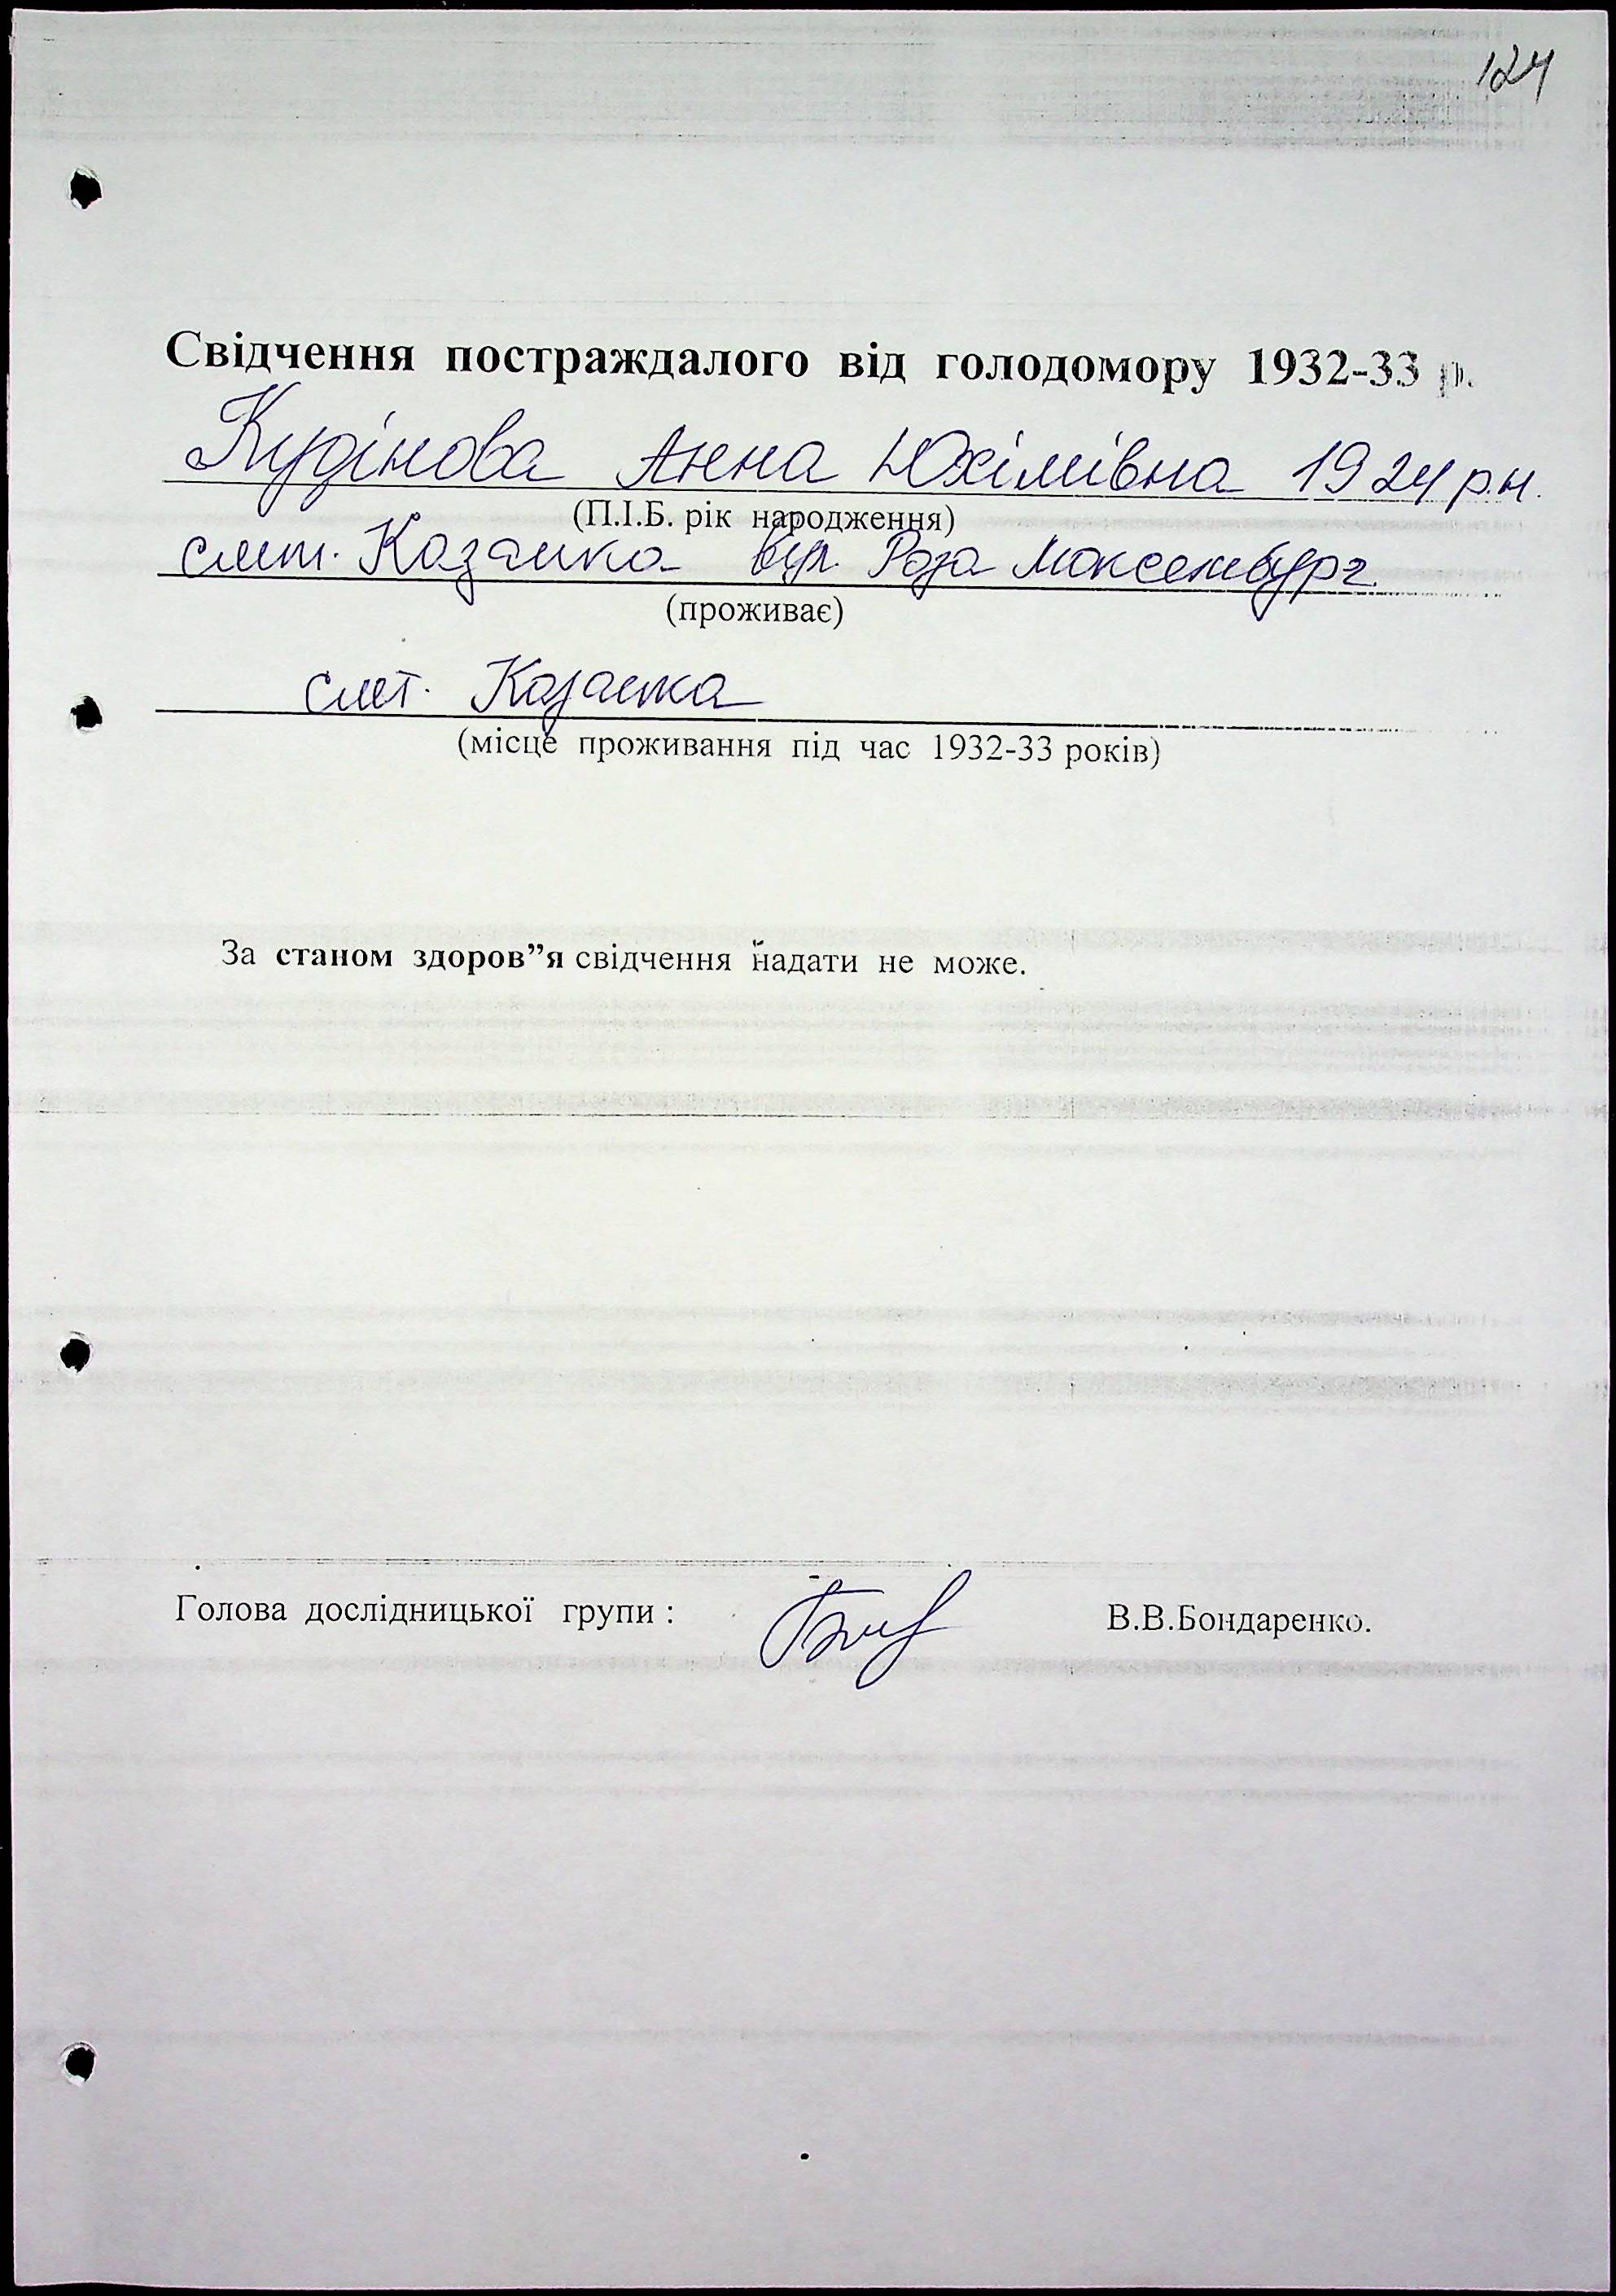 124
Свідчення постраждалого від голодомору 1932-33 р.
Кудінова Анна Юхімівна 1924 р.н.
(П.І.Б. рік народження)
смт. Казанка вул. Роза Люксембург
(проживає)
смт. Казанка
(місце проживання під час 1932-33 років)
За станом здоров”я свідчення надати не може.
Голова дослідницької групи :
В.В.Бондаренко.